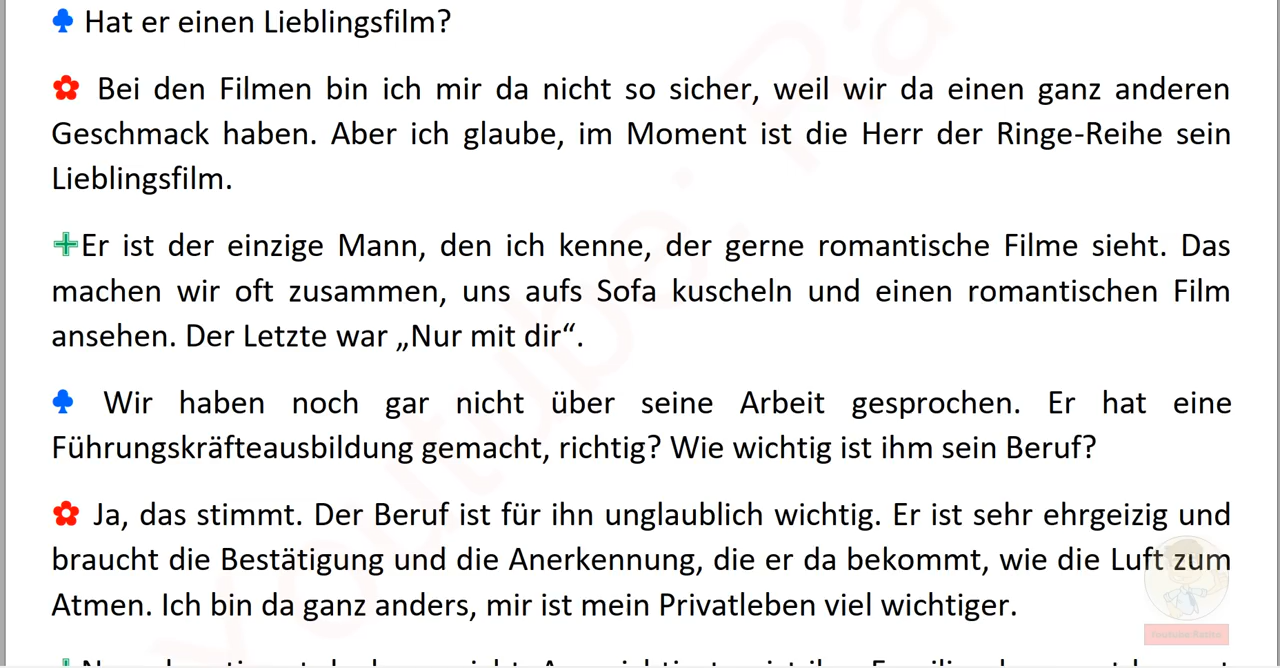 ♣ Hat er einen Lieblingsfilm?
✿ Bei den Filmen bin ich mir da nicht so sicher, weil wir da einen ganz anderen
Geschmack haben. Aber ich glaube, im Moment ist die Herr der Ringe-Reihe sein
Lieblingsfilm.
✙Er ist der einzige Mann, den ich kenne, der gerne romantische Filme sieht. Das
machen wir oft zusammen, uns aufs Sofa kuscheln und einen romantischen Film
ansehen. Der Letzte war „Nur mit dir“.
♣ Wir haben noch gar nicht über seine Arbeit gesprochen. Er hat eine
Führungskräfteausbildung gemacht, richtig? Wie wichtig ist ihm sein Beruf?
✿ Ja, das stimmt. Der Beruf ist für ihn unglaublich wichtig. Er ist sehr ehrgeizig und
braucht die Bestätigung und die Anerkennung, die er da bekommt, wie die Luft zum
Atmen. Ich bin da ganz anders, mir ist mein Privatleben viel wichtiger.